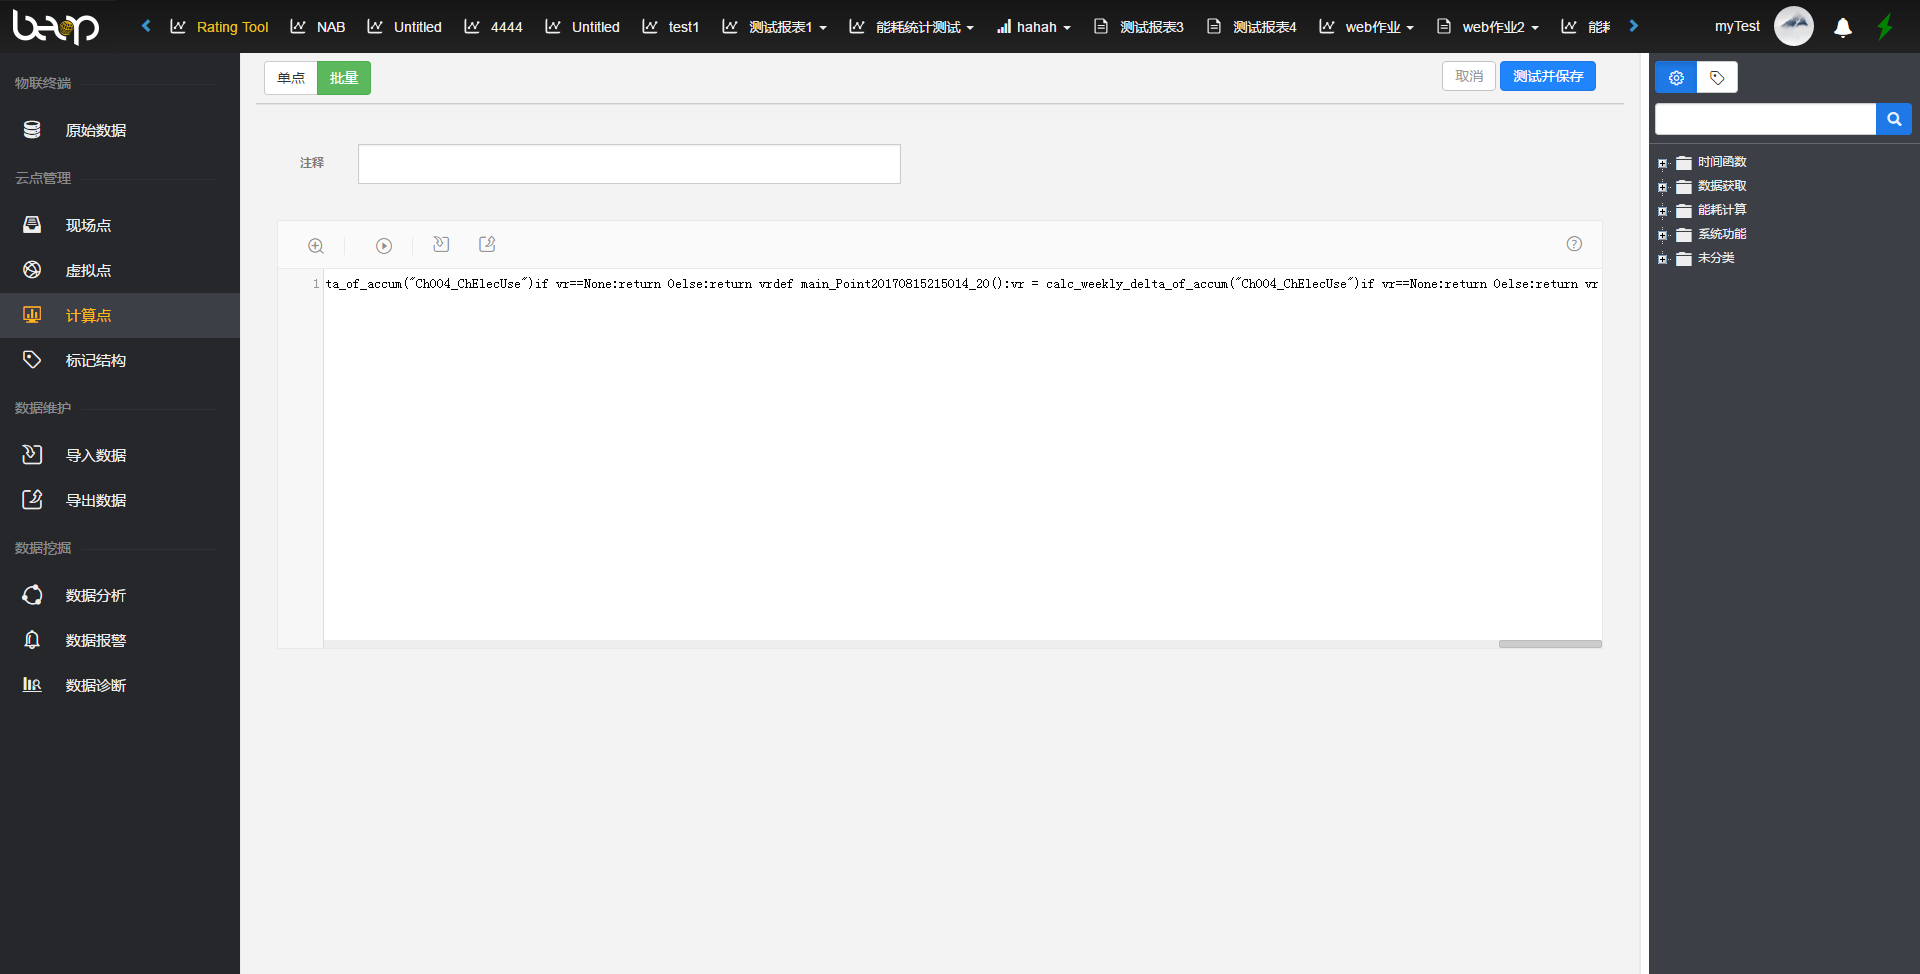 beop
Rating Tool
NAB
Untitled
4444
Untitled
test1
测试报表1
能耗统计测试
hahah
测试报表3
测试报表4
web作业
web作业2
能
myTest
物联终端
原始数据
云点管理
现场点
虚拟点
计算点
标记结构
数据维护
导入数据
导出数据
数据挖掘
数据分析
数据报警
数据诊断
单点
批量
取消
测试并保存
注释
1
ta_of_accum("Ch004_ChElecUse")if vr==None:return 0else:return vrdef main_Point20170815215014_20():vr = calc_weekly_delta_of_accum("Ch004_ChElecUse")if vr==None:return 0else:return vr
时间函数
数据获取
能耗计算
系统功能
未分类